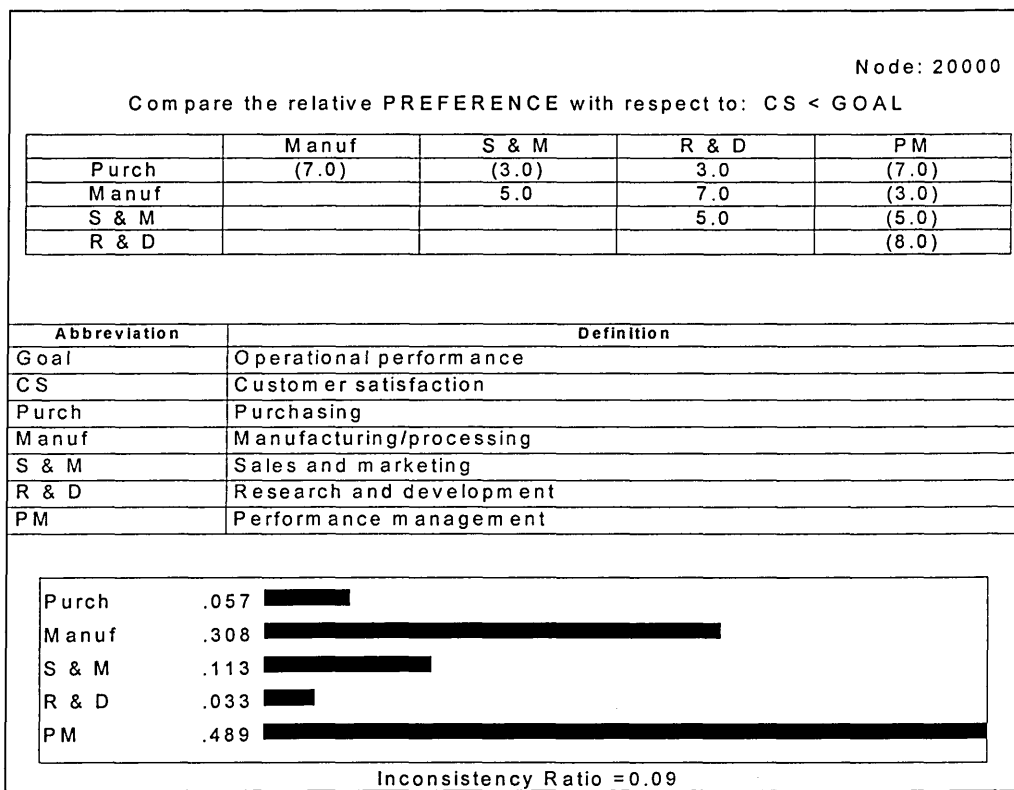 Node: 20000
Compare the relative PREFERENCE with respect to: CS < GOAL
Manuf S & M R & D PM
Purch (7.0) (3.0) 3.0 (7.0)
Manuf 5.0 7.0 (3.0)
S & M 5.0 (5.0)
R & D (8.0)
Abbreviation Definition
Goal Operational performance
CS Customer satisfaction
Purch Purchasing
Manuf Manufacturing/processing
S & M Sales and marketing
R & D Research and development
PM Performance management
Purch .057
Manuf .308
S & M .113
R & D .033
PM .489
Inconsistency Ratio =0.09